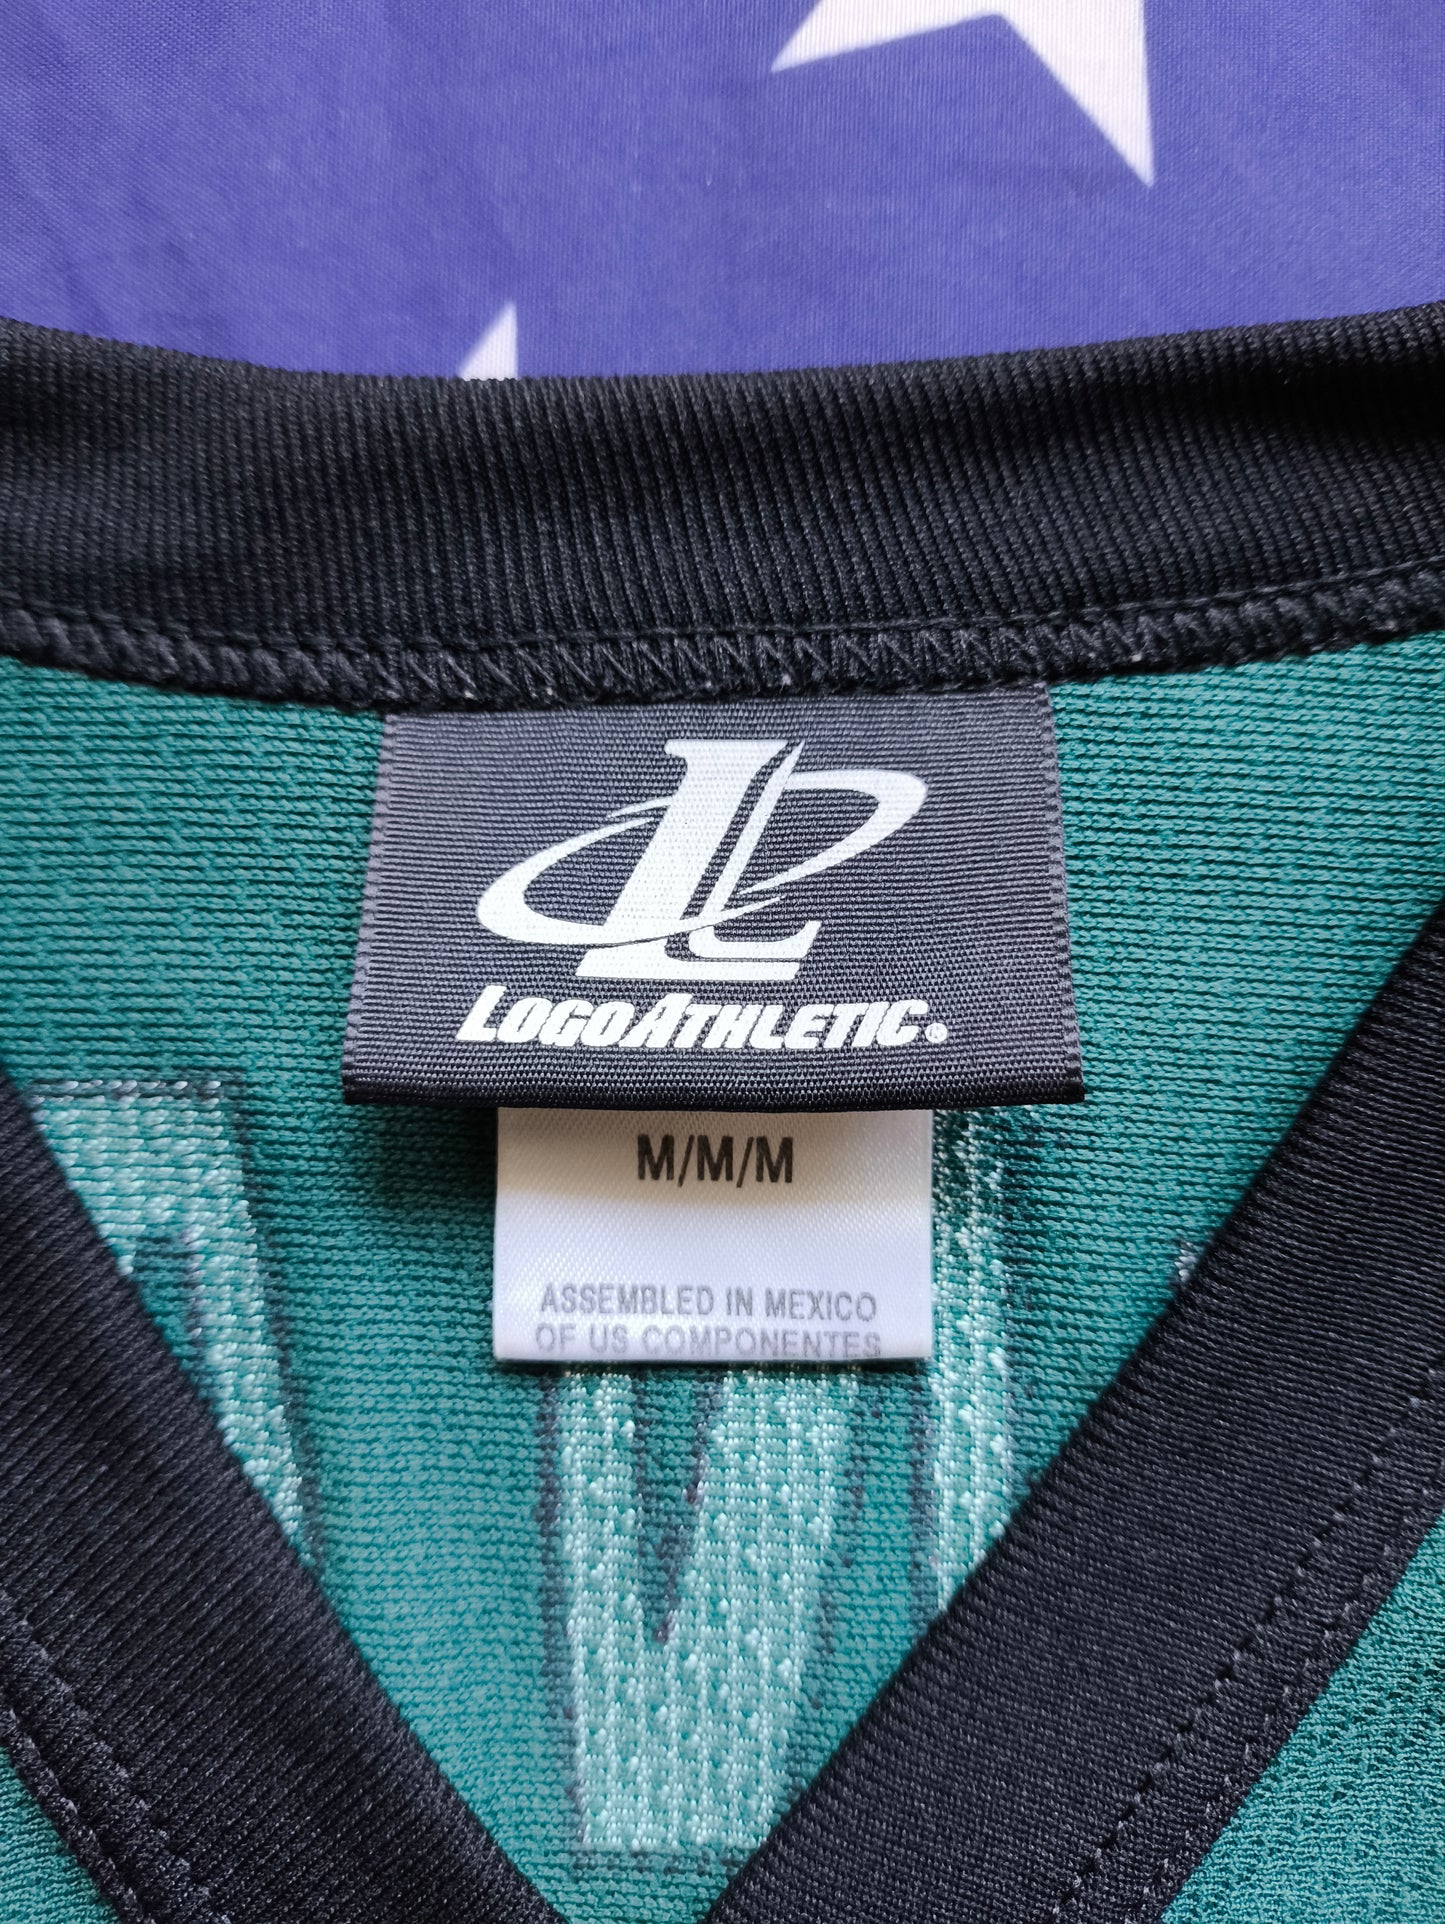 LOGOATHLETIC®
M/M/M
ASSEMBLED IN MEXICO
OF US COMPONENTES